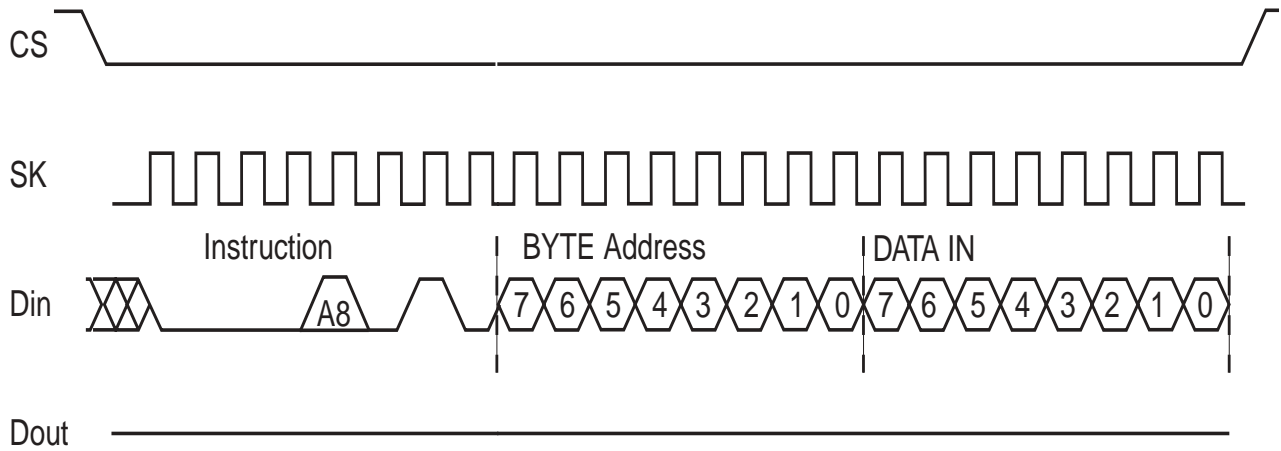 CS
SK
Instruction BYTE Address DATA IN
Din A8 7 6 5 4 3 2 1 0 7 6 5 4 3 2 1 0
Dout